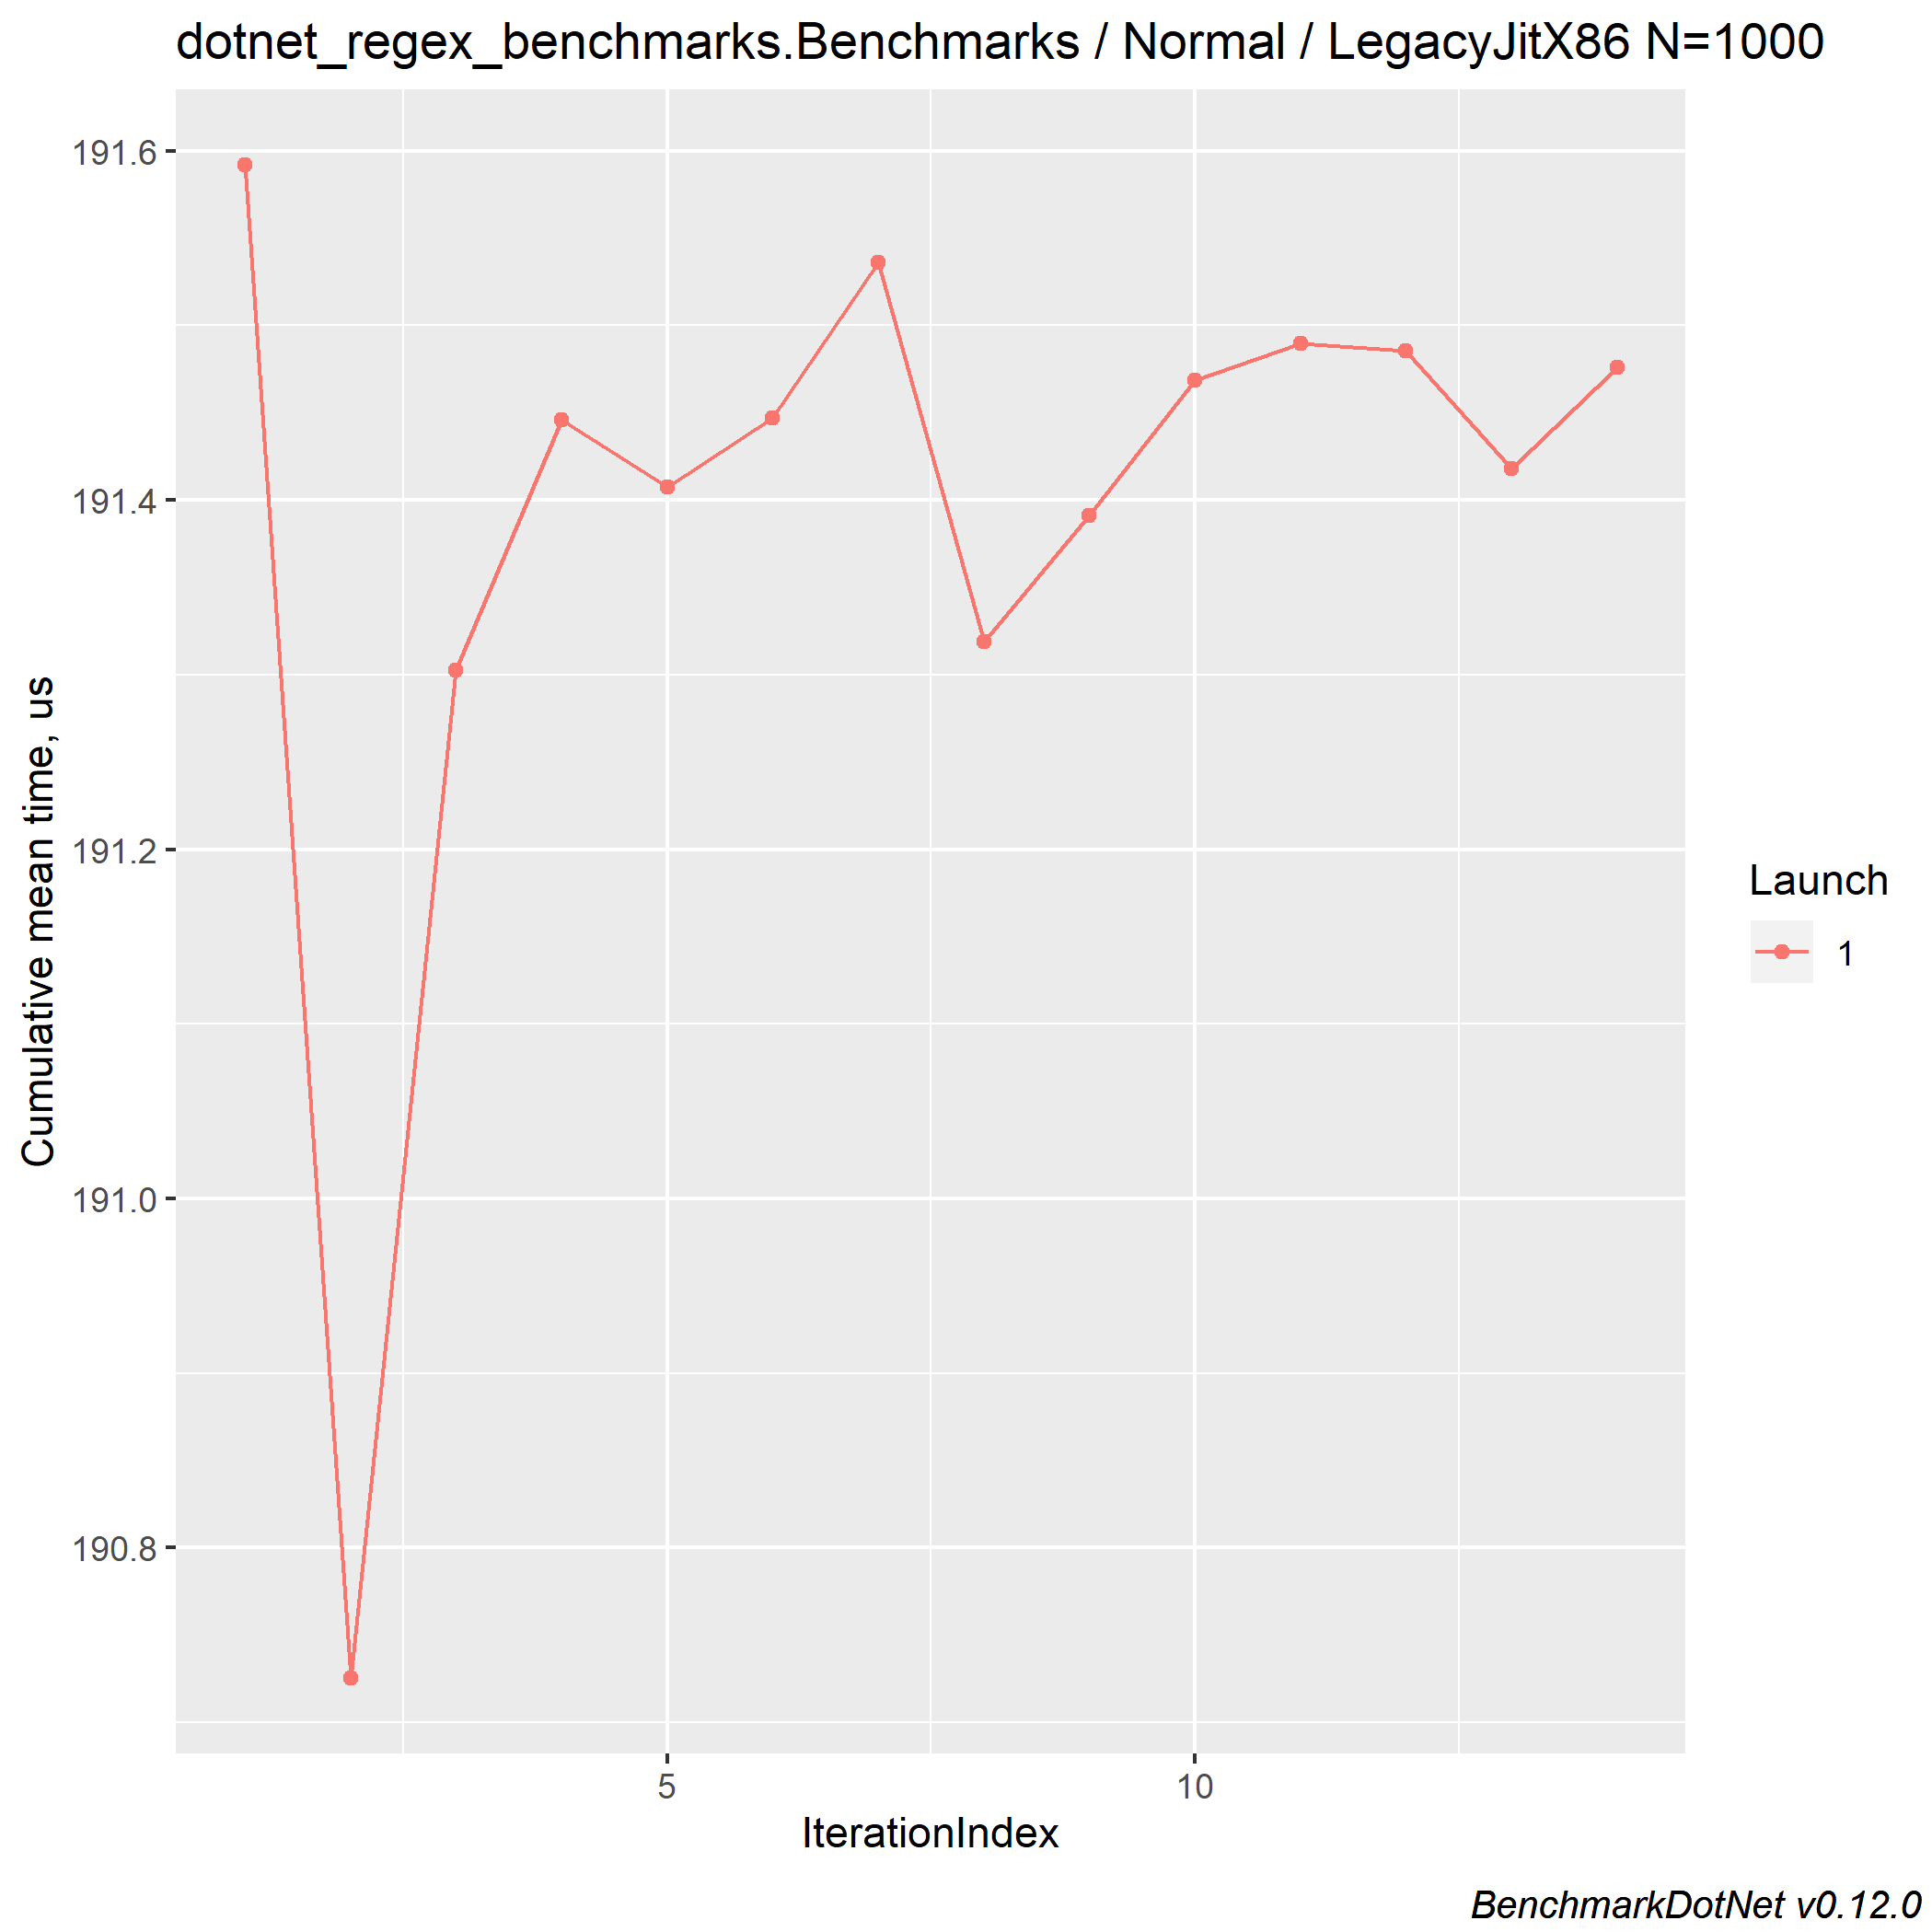 dotnet_regex_benchmarks.Benchmarks / Normal / LegacyJitX86 N=1000
191.6
191.4
191.2
191.0
190.8
Cumulative mean time, us
5
10
IterationIndex
Launch
1
BenchmarkDotNet v0.12.0